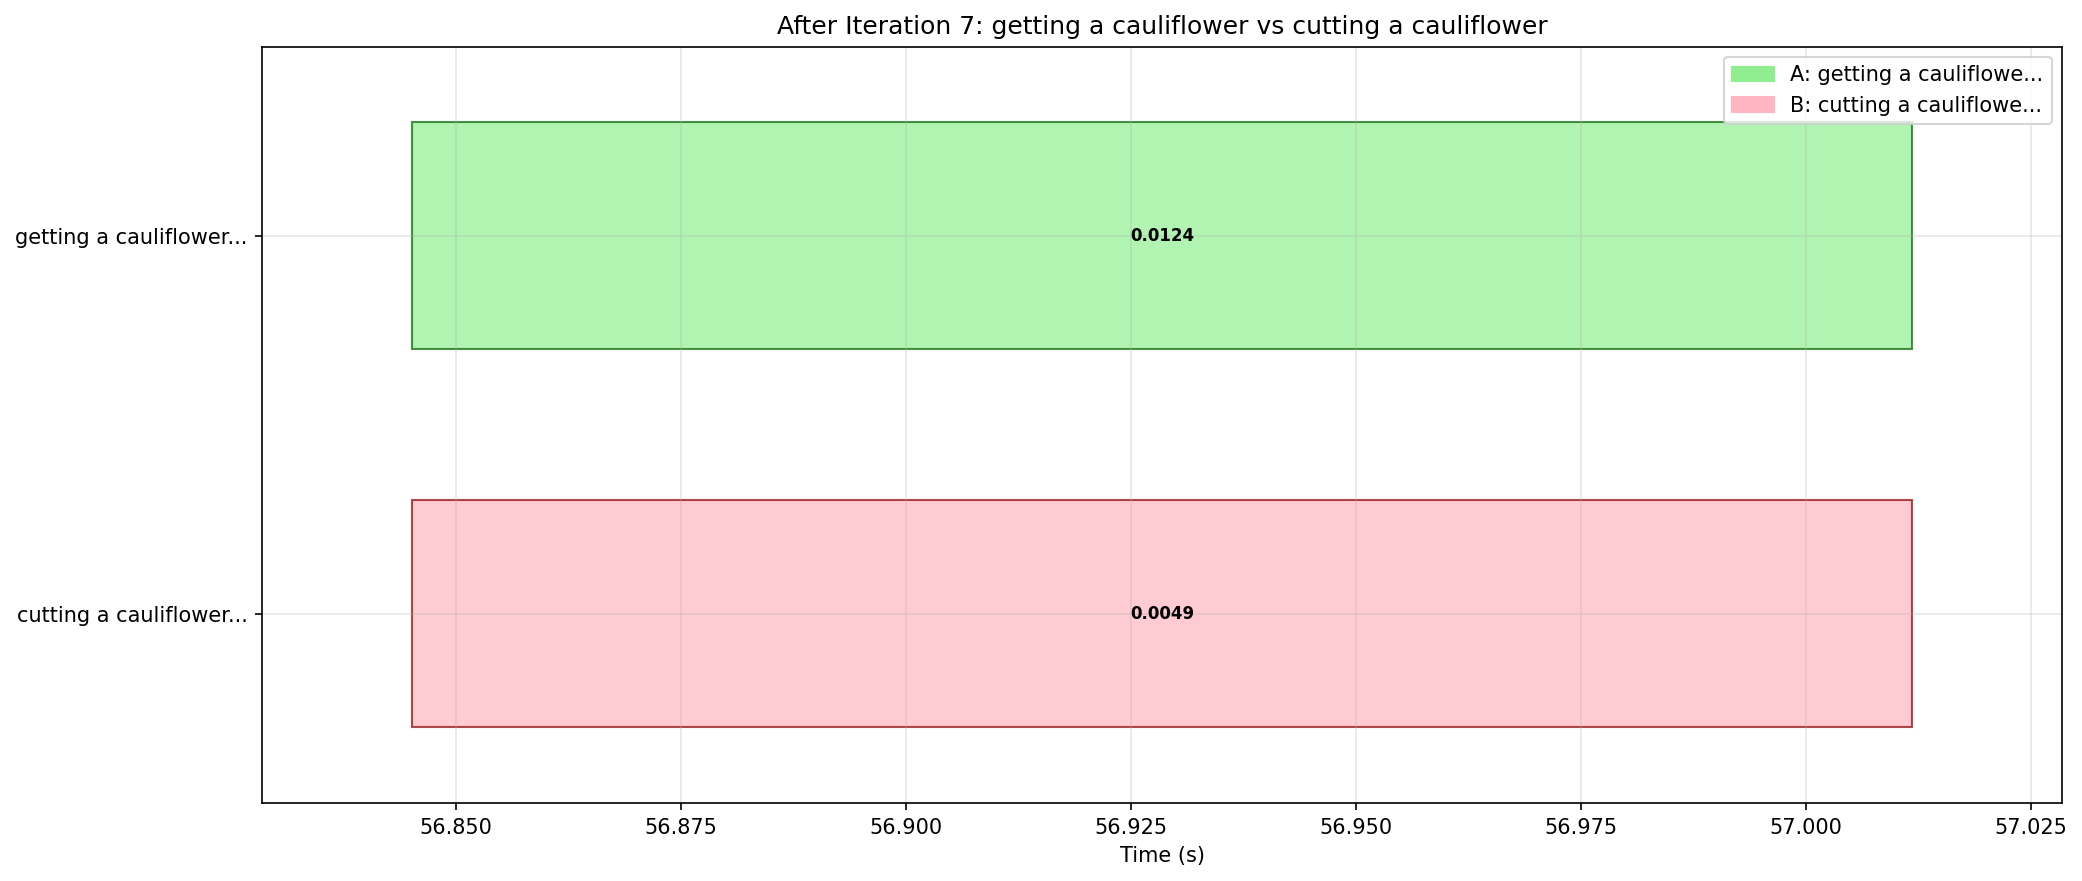 After Iteration 7: getting a cauliflower vs cutting a cauliflower
A: getting a cauliflowe...
B: cutting a cauliflowe...
getting a cauliflower...
0.0124
cutting a cauliflower...
0.0049
56.850 56.875 56.900 56.925 56.950 56.975 57.000 57.025
Time (s)